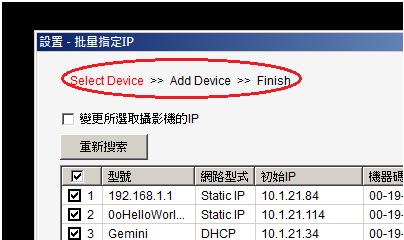 設置 - 批量指定IP
Select Device >> Add Device >> Finish
變更所選取攝影機的IP
重新搜索
型號 網路型式 初始IP 機器碼
1 192.168.1.1 Static IP 10.1.21.84 00-19-
2 0oHelloWorl... Static IP 10.1.21.114 00-19-
3 Gemini DHCP 10.1.21.34 00-19-